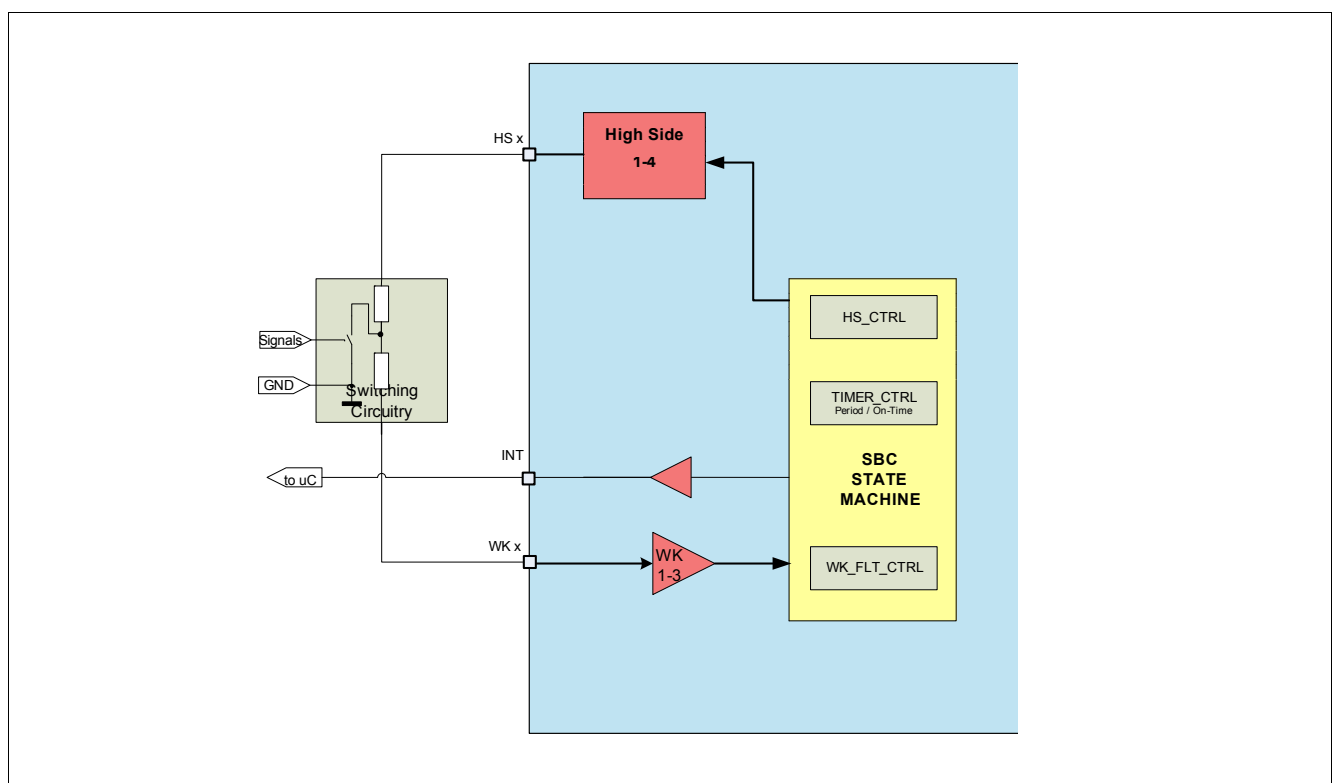 HS x
High Side
1-4
HS_CTRL
Signals
GND
Switching
Circuitry
TIMER_CTRL
Period / On-Time
INT
to uC
SBC
STATE
MACHINE
WK x
WK
1-3
WK_FLT_CTRL